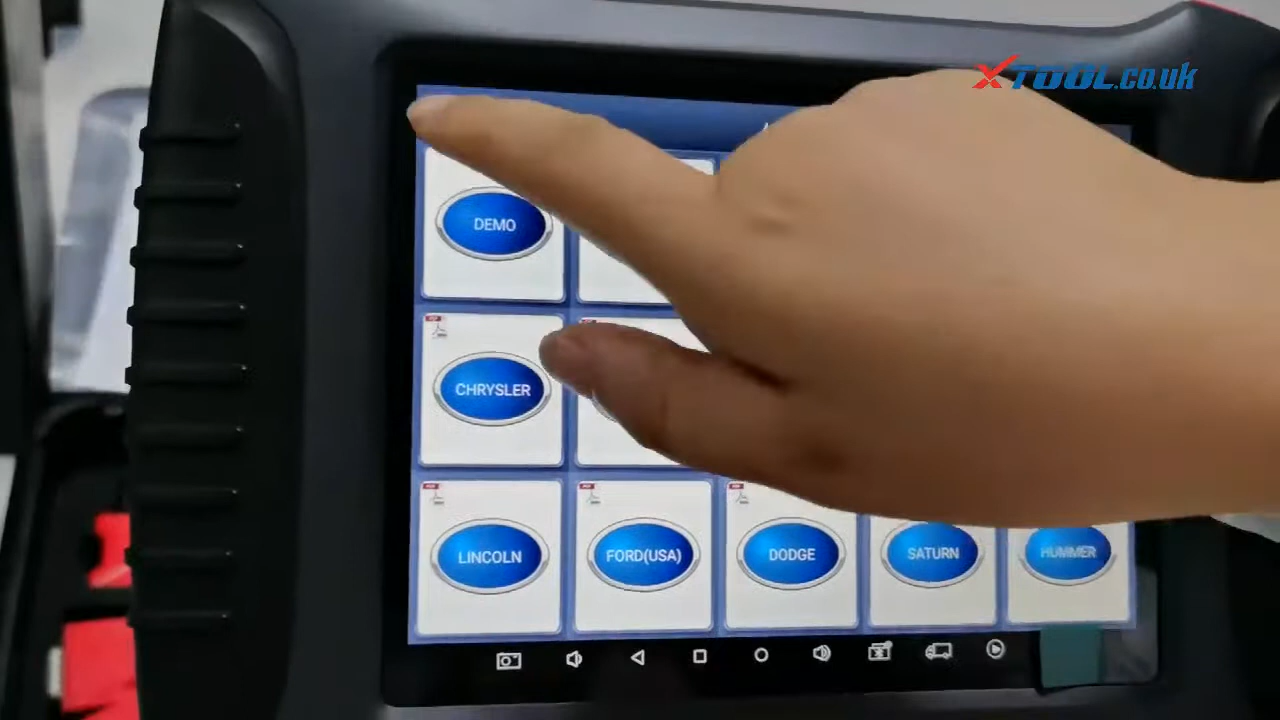 XTOOL.co.uk
DEMO
CHRYSLER
LINCOLN
FORD(USA)
DODGE
SATURN
HUMMER